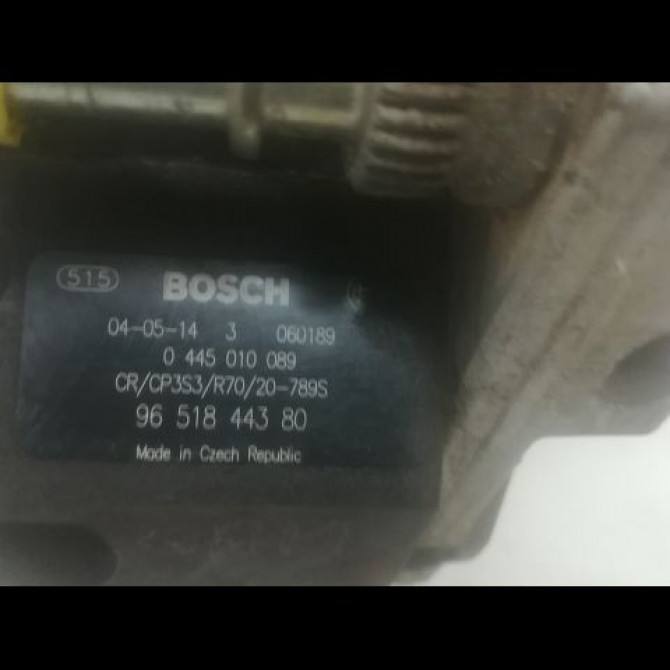 515 BOSCH
04-05-14 3 060189
0 445 010 089
CR/CP3S3/R70/20-789S
96 518 443 80
Made in Czech Republic